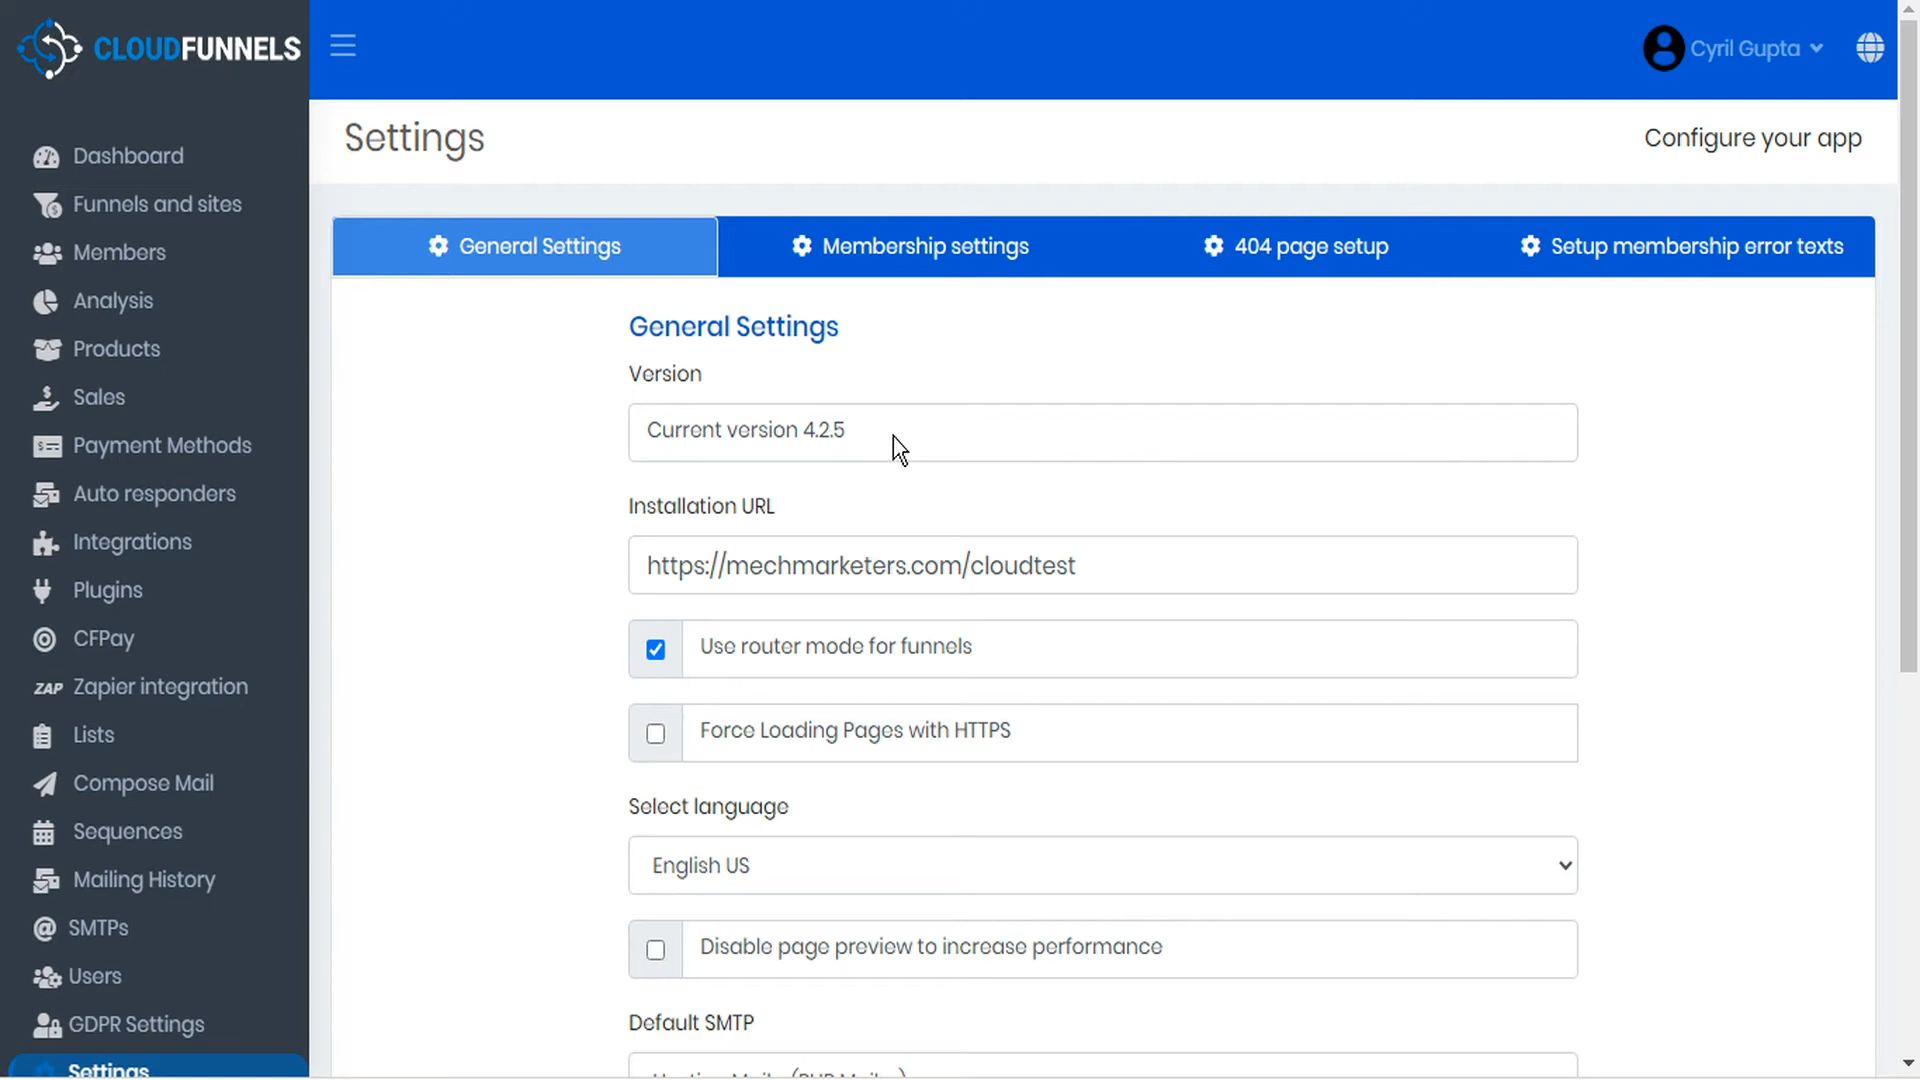 CLOUDFUNNELS
Cyril Gupta
Dashboard
Funnels and sites
Members
Analysis
Products
Sales
Payment Methods
Auto responders
Integrations
Plugins
CFPay
ZAP Zapier integration
Lists
Compose Mail
Sequences
Mailing History
SMTPs
Users
GDPR Settings
Settings
Settings
Configure your app
General Settings
Membership settings
404 page setup
Setup membership error texts
General Settings
Version
Current version 4.2.5
Installation URL
https://mechmarketers.com/cloudtest
Use router mode for funnels
Force Loading Pages with HTTPS
Select language
English US
Disable page preview to increase performance
Default SMTP